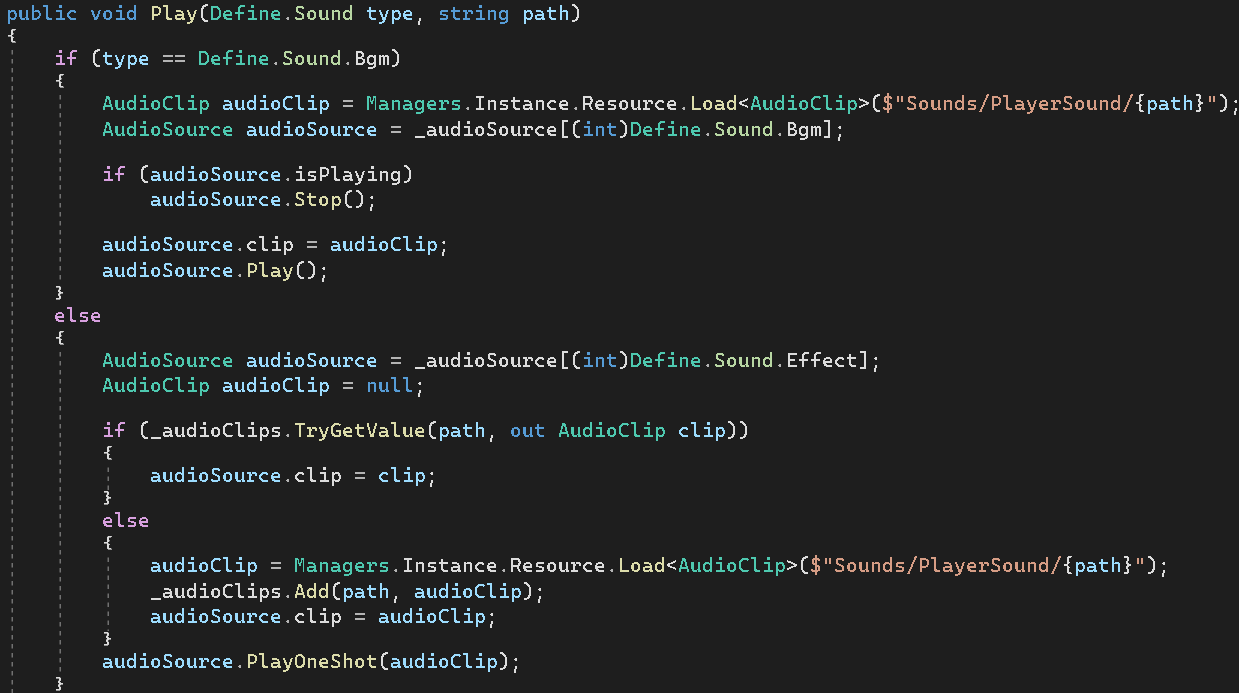 public void Play(Define.Sound type, string path)
{
    if (type == Define.Sound.Bgm)
    {
        AudioClip audioClip = Managers.Instance.Resource.Load<AudioClip>($"Sounds/PlayerSound/{path}");
        AudioSource audioSource = _audioSource[(int)Define.Sound.Bgm];

        if (audioSource.isPlaying)
            audioSource.Stop();

        audioSource.clip = audioClip;
        audioSource.Play();
    }
    else
    {
        AudioSource audioSource = _audioSource[(int)Define.Sound.Effect];
        AudioClip audioClip = null;

        if (_audioClips.TryGetValue(path, out AudioClip clip))
        {
            audioSource.clip = clip;
        }
        else
        {
            audioClip = Managers.Instance.Resource.Load<AudioClip>($"Sounds/PlayerSound/{path}");
            _audioClips.Add(path, audioClip);
            audioSource.clip = audioClip;
        }
        audioSource.PlayOneShot(audioClip);
    }